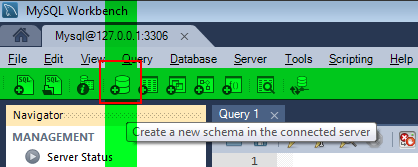 MySQL Workbench
Mysql@127.0.0.1:3306
File Edit View Query Database Server Tools Scripting Help
SQL SQL
Navigator
Query 1
Create a new schema in the connected server
MANAGEMENT
Server Status
1